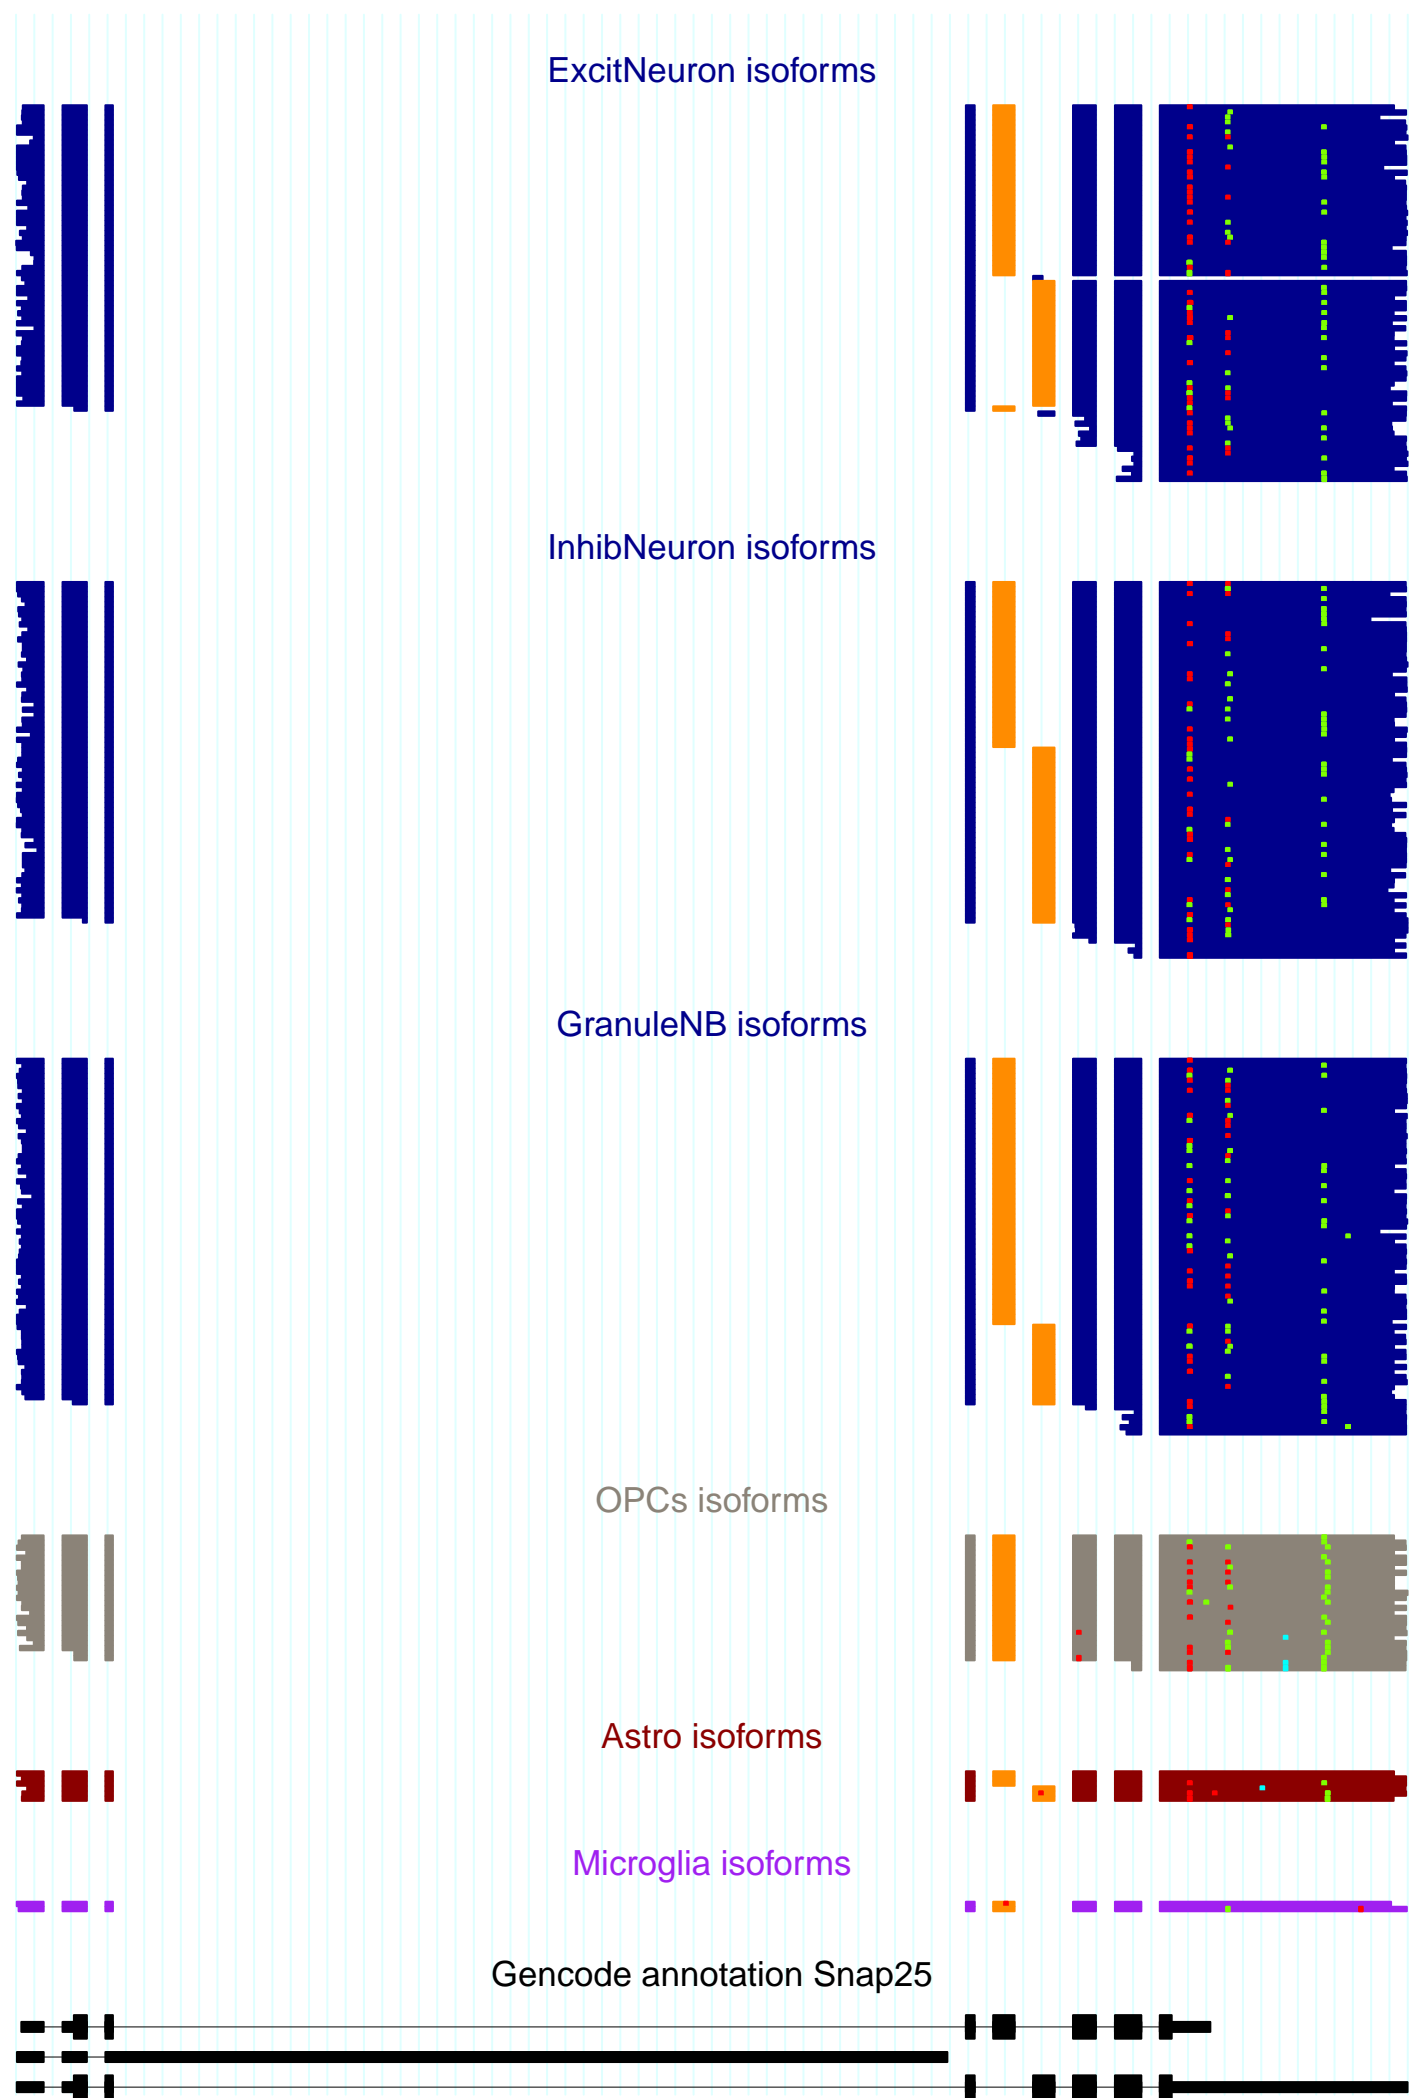 ExcitNeuron isoforms
InhibNeuron isoforms
GranuleNB isoforms
OPCs isoforms
Astro isoforms
Microglia isoforms
Gencode annotation Snap25